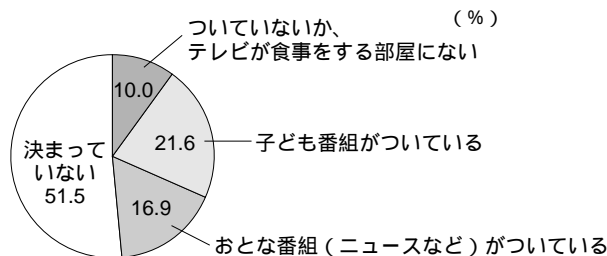 (%)
ついていないか、
テレビが食事をする部屋にない
10.0
21.6
子ども番組がついている
決まって
いない
51.5
16.9
おとな番組(ニュースなど)がついている